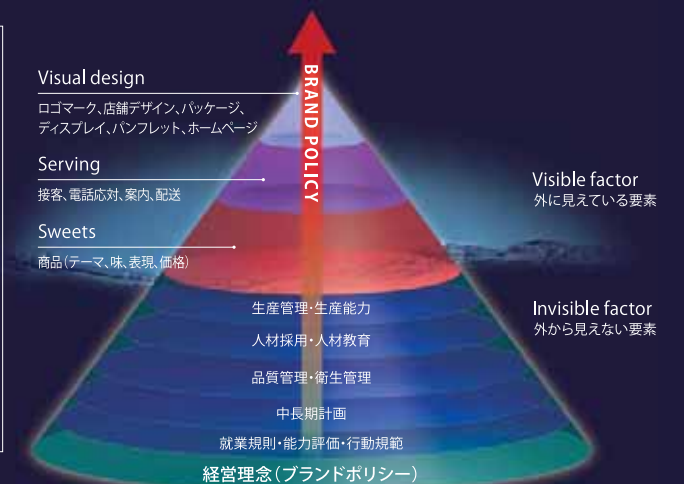 Visual design
ロゴマーク、店舗デザイン、パッケージ、
ディスプレイ、パンフレット、ホームページ
Serving
接客、電話応対、案内、配送
Sweets
商品（テーマ、味、表現、価格）
BRAND POLICY
Visible factor
外に見えている要素
Invisible factor
外から見えない要素
生産管理・生産能力
人材採用・人材教育
品質管理・衛生管理
中長期計画
就業規則・能力評価・行動規範
経営理念（ブランドポリシー）